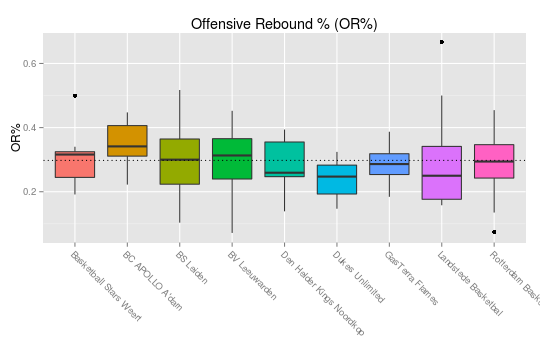 Offensive Rebound % (OR%)
OR%
0.6
0.4
0.2
Basketball Stars Weert
BC APOLLO A'dam
BS Leiden
BV Leeuwarden
Den Helder Kings Noordkop
Dukes Unlimited
GasTerra Flames
Landstede Basketbal
Rotterdam Baske